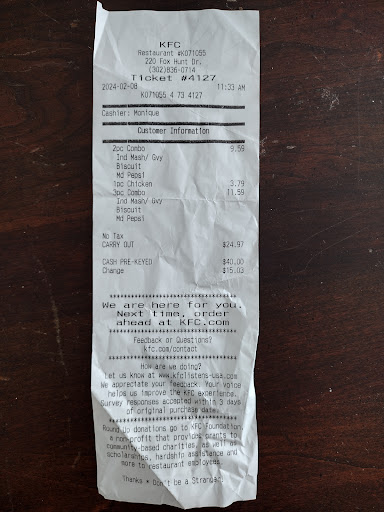 KFC
Restaurant #K071055
220 Fox Hunt Dr.
(302)836-0714
Ticket #4127
2024-02-08 11:33 AM
K071055 4 73 4127
Cashier: Monique
Customer Information
2pc Combo 9.59
Ind Mash/ Gvy
Biscuit
Md Pepsi
1pc Chicken 3.79
3pc Combo 11.59
Ind Mash/ Gvy
Biscuit
Md Pepsi
No Tax
CARRY OUT $24.97
CASH PRE-KEYED $40.00
Change $15.03
We are here for you.
Next time, order
ahead at KFC.com
Feedback or Questions?
kfc.com/contact
How are we doing?
Let us know at www.kfclistens-usa.com
We appreciate your feedback. Your voice
helps us improve the KFC experience.
Survey responses accepted within 3 days
of original purchase date.
Round up donations go to KFC Foundation,
a non-profit that provides grants to
community-based charities, as well as
scholarships, hardship assistance and
more to restaurant employees.
Thanks * Don't be a Stranger!